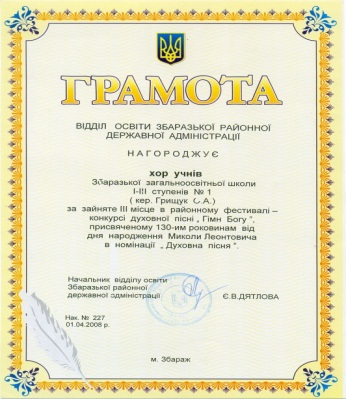 ГРАМОТА
ВІДДІЛ ОСВІТИ ЗБАРАЗЬКОЇ РАЙОННОЇ
ДЕРЖАВНОЇ АДМІНІСТРАЦІЇ
НАГОРОДЖУЄ
хор учнів
Збаразької загальноосвітньої школи
І-ІІІ ступенів № 1
( кер. Грищук О.А.)
за зайняте ІІІ місце в районному фестивалі –
конкурсі духовної пісні „ Гімн Богу ",
присвяченому 130-им роковинам від
дня народження Миколи Леонтовича
в номінації „ Духовна пісня ".
Начальник відділу освіти
Збаразької районної
державної адміністрації Є.В.ДЯТЛОВА
Нак. № 227
01.04.2008 р.
м. Збараж